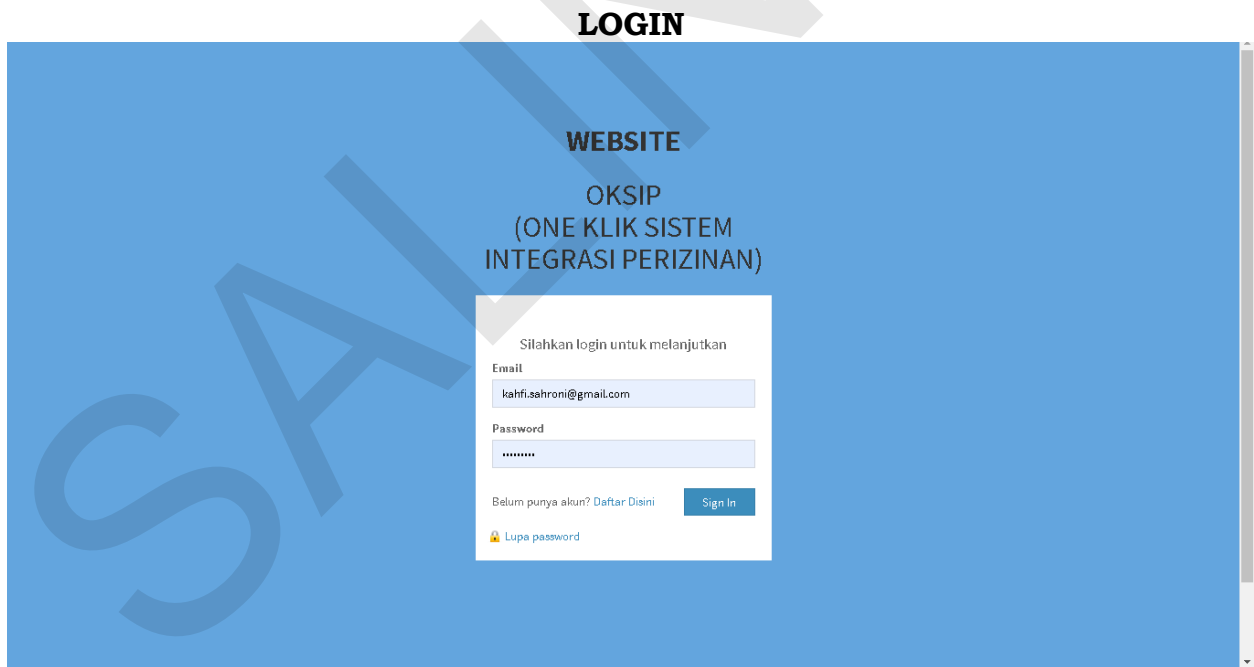 LOGIN
WEBSITE
OKSIP
(ONE KLIK SISTEM
INTEGRASI PERIZINAN)
Silahkan login untuk melanjutkan
Email
kahfi.sahroni@gmail.com
Password
•••••••••
Belum punya akun? Daftar Disini
Sign In
Lupa password